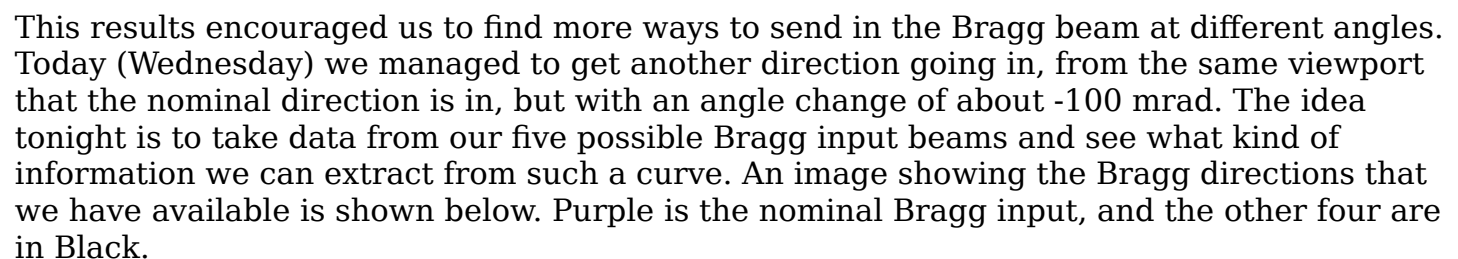 This results encouraged us to find more ways to send in the Bragg beam at different angles.
Today (Wednesday) we managed to get another direction going in, from the same viewport
that the nominal direction is in, but with an angle change of about -100 mrad. The idea
tonight is to take data from our five possible Bragg input beams and see what kind of
information we can extract from such a curve. An image showing the Bragg directions that
we have available is shown below. Purple is the nominal Bragg input, and the other four are
in Black.